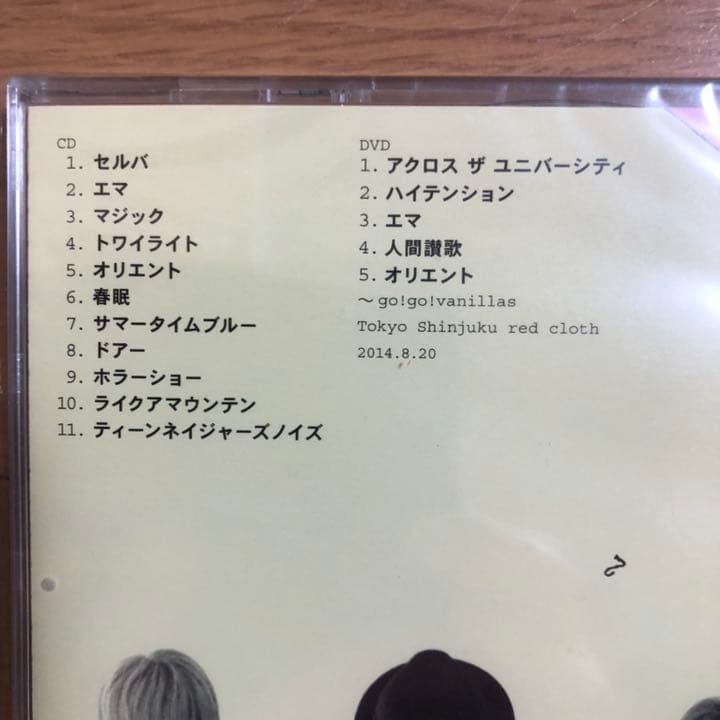 CD
1. セルバ
2. エマ
3. マジック
4. トワイライト
5. オリエント
6. 春眠
7. サマータイムブルー
8. ドアー
9. ホラーショー
10. ライクアマウンテン
11. ティーンネイジャーズノイズ
DVD
1. アクロス ザ ユニバーシティ
2. ハイテンション
3. エマ
4. 人間讃歌
5. オリエント
～go!go!vanillas
Tokyo Shinjuku red cloth
2014.8.20